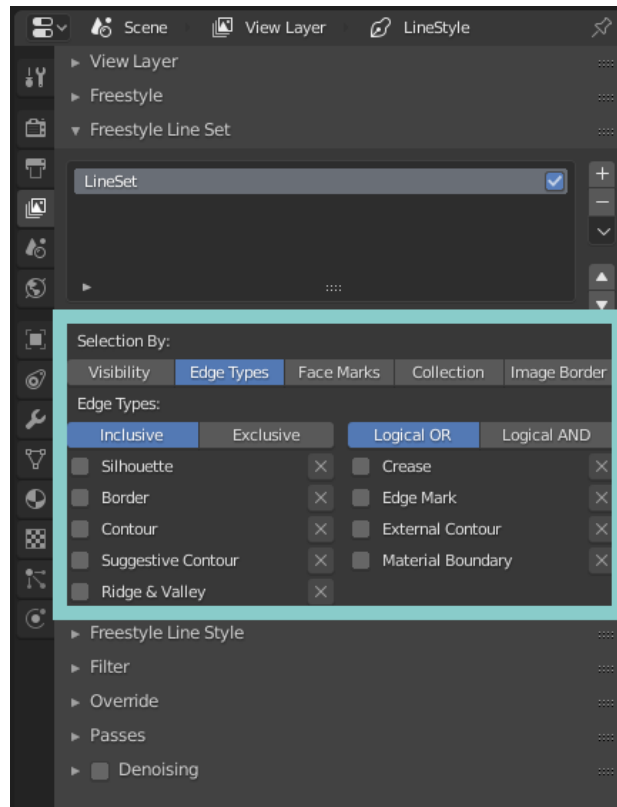 Scene View Layer LineStyle
View Layer
Freestyle
Freestyle Line Set
LineSet
Selection By:
Visibility Edge Types Face Marks Collection Image Border
Edge Types:
Inclusive Exclusive Logical OR Logical AND
Silhouette Crease
Border Edge Mark
Contour External Contour
Suggestive Contour Material Boundary
Ridge & Valley
Freestyle Line Style
Filter
Override
Passes
Denoising